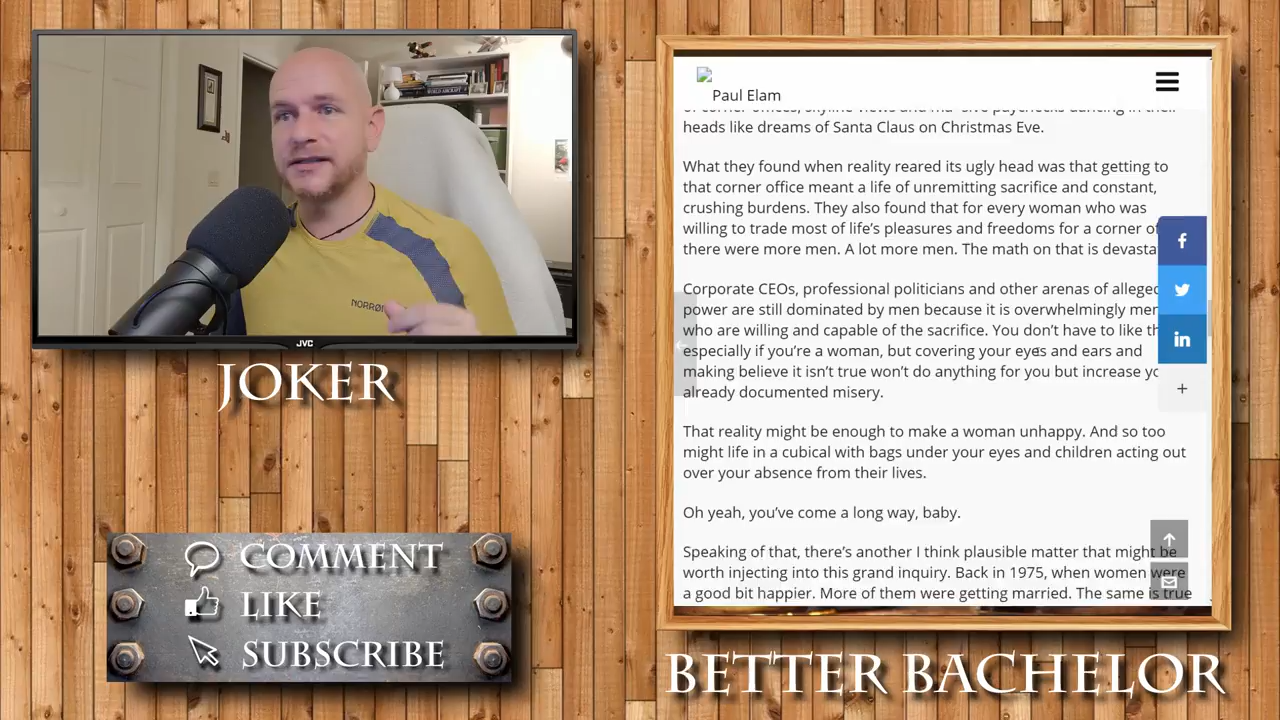 WORLD AIRCRAFT
NORRØN
JVC
JOKER
COMMENT
LIKE
SUBSCRIBE
Paul Elam
heads like dreams of Santa Claus on Christmas Eve.
What they found when reality reared its ugly head was that getting to
that corner office meant a life of unremitting sacrifice and constant,
crushing burdens. They also found that for every woman who was
willing to trade most of life's pleasures and freedoms for a corner of
there were more men. A lot more men. The math on that is devasta
Corporate CEOs, professional politicians and other arenas of alleged
power are still dominated by men because it is overwhelmingly mer
who are willing and capable of the sacrifice. You don't have to like th
especially if you're a woman, but covering your eyes and ears and
making believe it isn't true won't do anything for you but increase yo
already documented misery.
That reality might be enough to make a woman unhappy. And so too
might life in a cubical with bags under your eyes and children acting out
over your absence from their lives.
Oh yeah, you've come a long way, baby.
Speaking of that, there's another I think plausible matter that might be
worth injecting into this grand inquiry. Back in 1975, when women were
a good bit happier. More of them were getting married. The same is true
BETTER BACHELOR